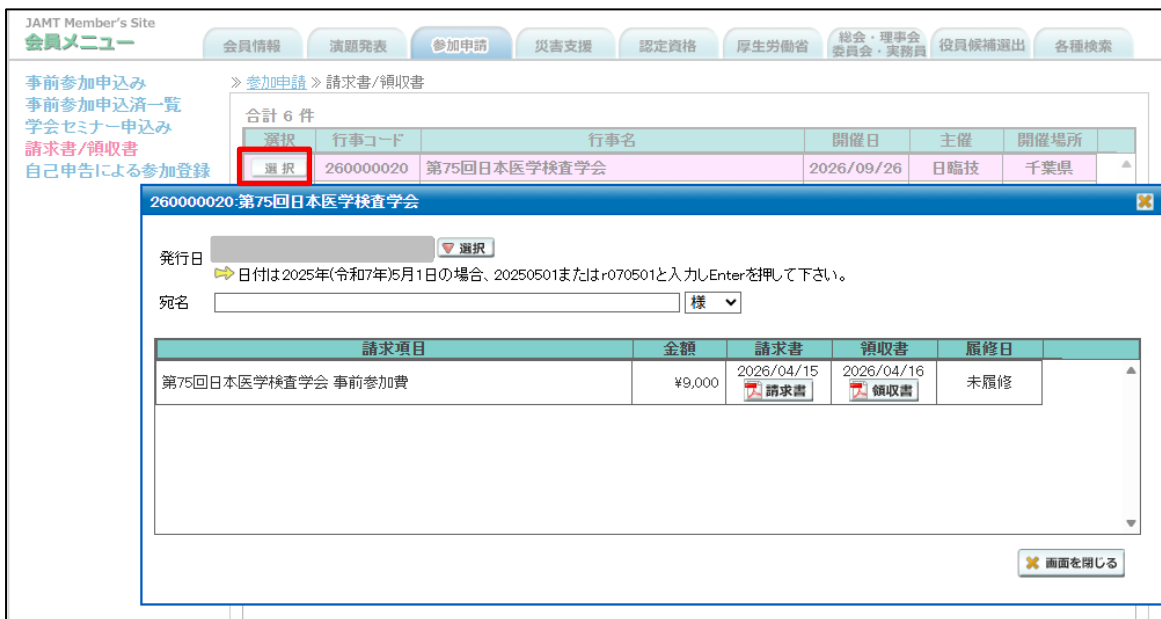 JAMT Member's Site
会員メニュー
会員情報
演題発表
参加申請
災害支援
認定資格
厚生労働省
総会・理事会
委員会・実務員
役員候補選出
各種検索
事前参加申込み
事前参加申込済一覧
学会セミナー申込み
請求書/領収書
自己申告による参加登録
≫ 参加申請 ≫ 請求書/領収書
合計 6 件
選択 行事コード 行事名 開催日 主催 開催場所
選 択 260000020 第75回日本医学検査学会 2026/09/26 日臨技 千葉県
260000020:第75回日本医学検査学会
発行日 選択
日付は2025年(令和7年)5月1日の場合、20250501またはr070501と入力しEnterを押して下さい。
宛名 様
請求項目 金額 請求書 領収書 履修日
第75回日本医学検査学会 事前参加費 ¥9,000 2026/04/15 2026/04/16 未履修
請求書 領収書
画面を閉じる